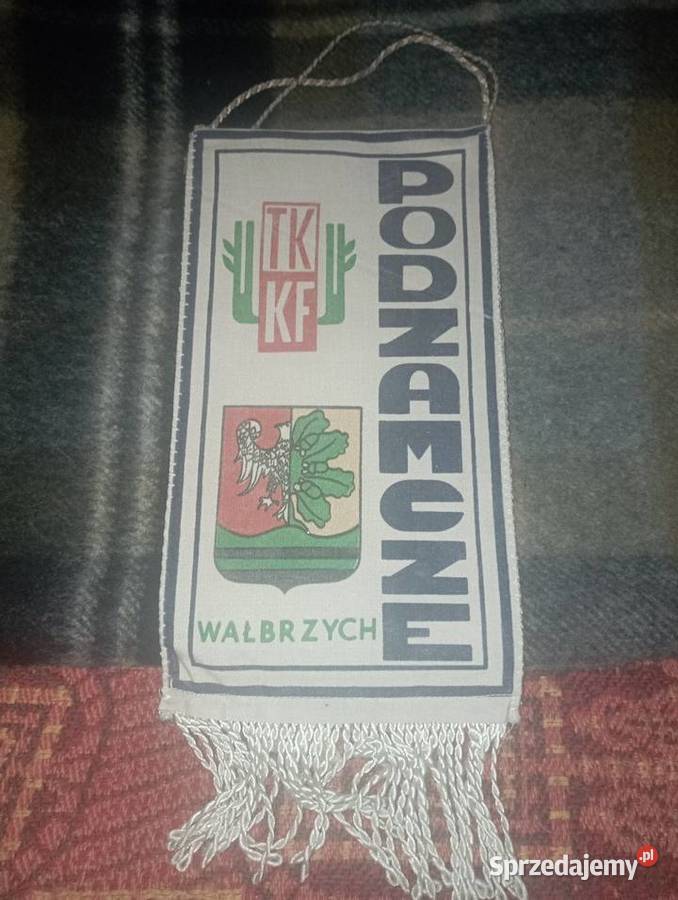 TK
KF
PODZAMCZE
WAŁBRZYCH
Sprzedajemy.pl